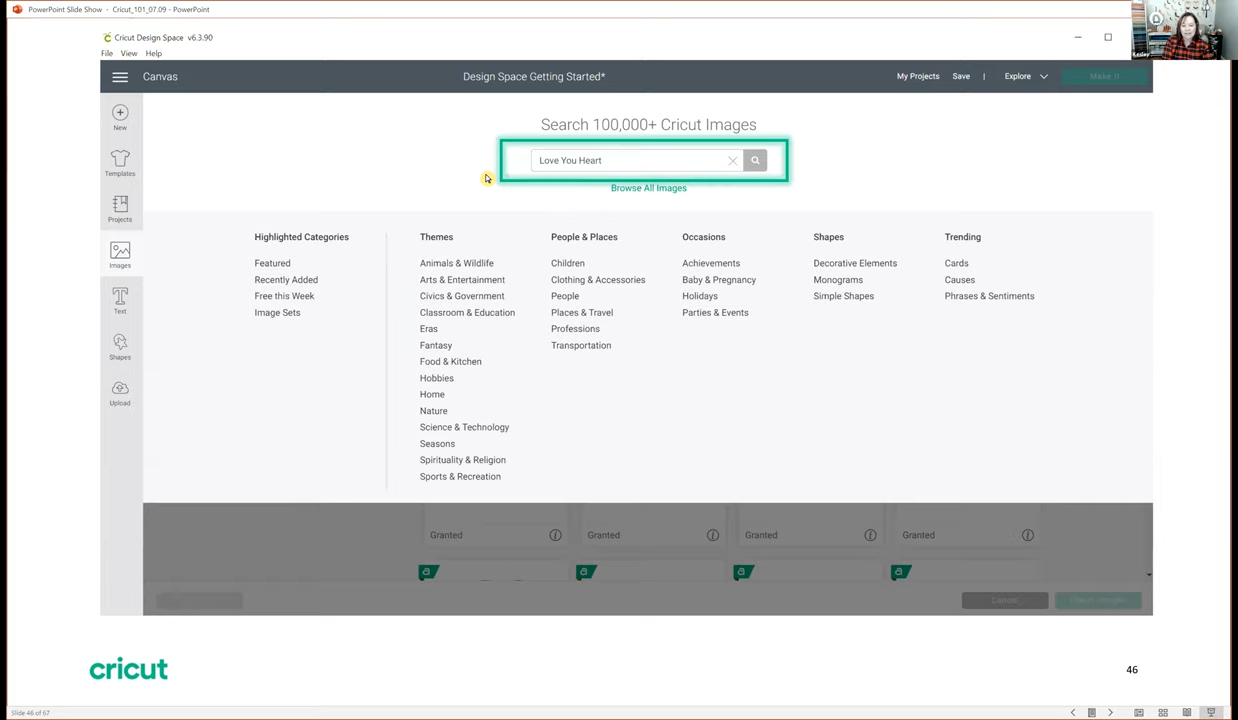 PowerPoint Slide Show - Cricut_101_07.09 - PowerPoint
Cricut Design Space v6.3.90
File View Help
Canvas
Design Space Getting Started*
My Projects Save | Explore Make It
New
Templates
Projects
Images
Text
Shapes
Upload
Search 100,000+ Cricut Images
Love You Heart
Browse All Images
Highlighted Categories
Featured
Recently Added
Free this Week
Image Sets
Themes
Animals & Wildlife
Arts & Entertainment
Civics & Government
Classroom & Education
Eras
Fantasy
Food & Kitchen
Hobbies
Home
Nature
Science & Technology
Seasons
Spirituality & Religion
Sports & Recreation
People & Places
Children
Clothing & Accessories
People
Places & Travel
Professions
Transportation
Occasions
Achievements
Baby & Pregnancy
Holidays
Parties & Events
Shapes
Decorative Elements
Monograms
Simple Shapes
Trending
Cards
Causes
Phrases & Sentiments
Granted Granted Granted Granted
a a a a
Cancel Insert Images
cricut
46
Slide 46 of 67